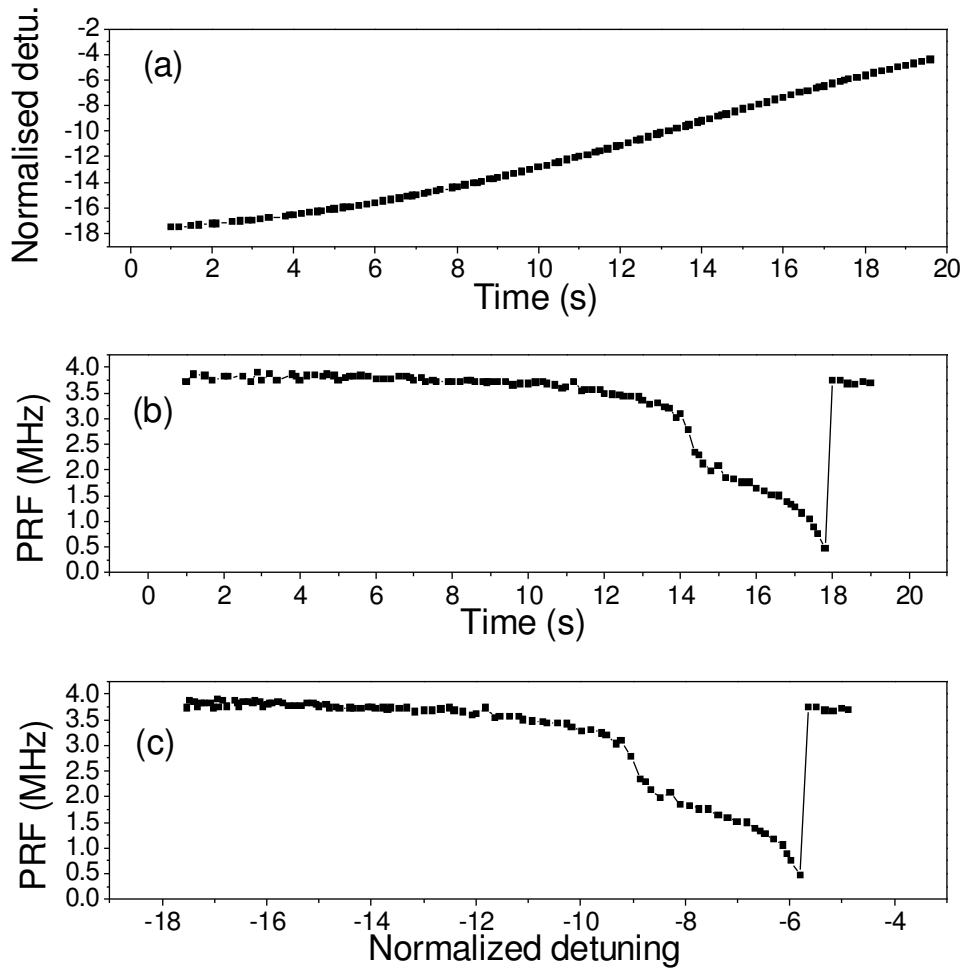 Normalised detu.
-2
-4
-6
-8
-10
-12
-14
-16
-18
(a)
0 2 4 6 8 10 12 14 16 18 20
Time (s)
PRF (MHz)
4.0
3.5
3.0
2.5
2.0
1.5
1.0
0.5
0.0
(b)
0 2 4 6 8 10 12 14 16 18 20
Time (s)
PRF (MHz)
4.0
3.5
3.0
2.5
2.0
1.5
1.0
0.5
0.0
(c)
-18 -16 -14 -12 -10 -8 -6 -4
Normalized detuning